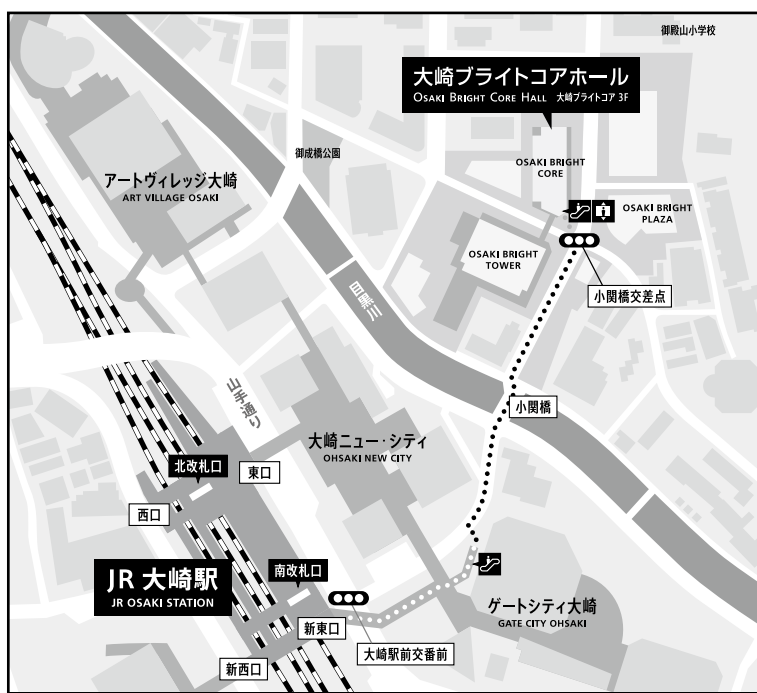 御殿山小学校
大崎ブライトコアホール
OSAKI BRIGHT CORE HALL 大崎ブライトコア 3F
御成橋公園
アートヴィレッジ大崎
ART VILLAGE OSAKI
OSAKI BRIGHT
CORE
OSAKI BRIGHT
PLAZA
OSAKI BRIGHT
TOWER
小関橋交差点
目黒川
山手通り
小関橋
大崎ニュー・シティ
OHSAKI NEW CITY
北改札口
東口
西口
JR 大崎駅
JR OSAKI STATION
南改札口
新東口
ゲートシティ大崎
GATE CITY OHSAKI
大崎駅前交番前
新西口